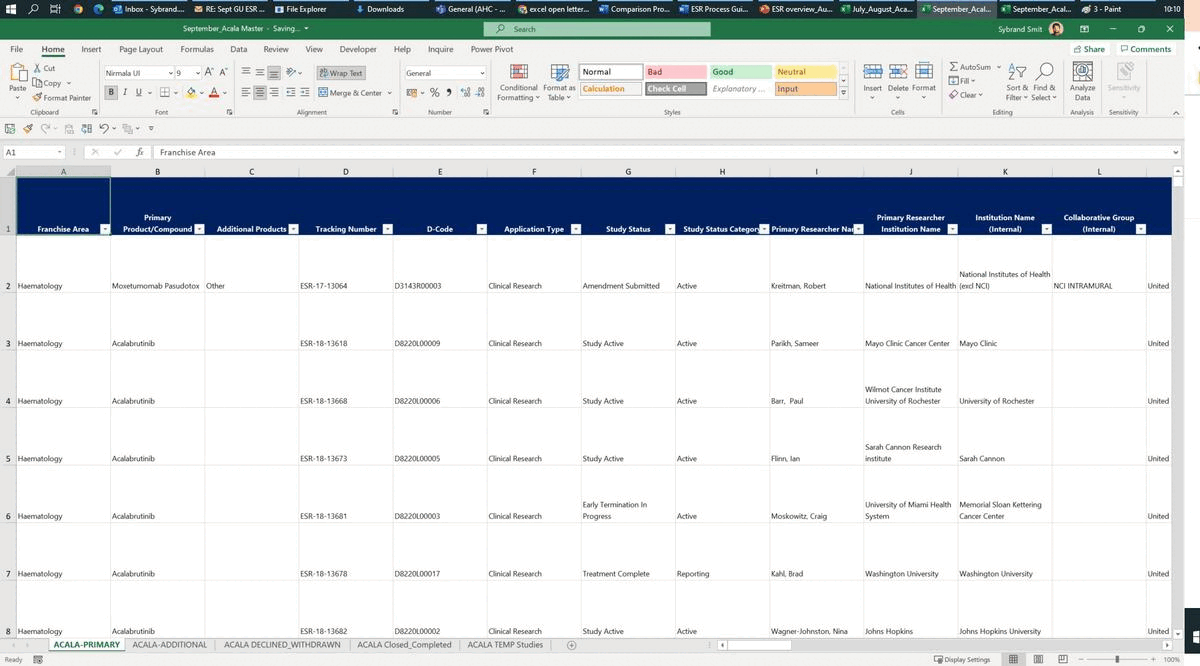 Inbox - Sybrand....
RE: Sept GU ESR ...
File Explorer
Downloads
General (AHC - ...
excel open letter...
Comparison Pro...
ESR Process Gui...
ESR overview_Au...
July_August_Aca...
September_Acal...
September_Acal...
3 - Paint
10:10
September_Acala Master - Saving...
Search
Sybrand Smit
File Home Insert Page Layout Formulas Data Review View Developer Help Inquire Power Pivot
Share
Comments
Paste
Cut
Copy
Format Painter
Clipboard
Nirmala UI
9
B I U
Font
Wrap Text
Merge & Center
Alignment
General
Number
Conditional Formatting
Format as Table
Normal Bad Good Neutral
Calculation Check Cell Explanatory ... Input
Styles
Insert Delete Format
Cells
AutoSum
Fill
Clear
Sort & Filter
Find & Select
Editing
Analyze Data
Analysis
Sensitivity
Sensitivity
A1
fx
Franchise Area
A B C D E F G H I J K L
1 Franchise Area Primary Product/Compound Additional Products Tracking Number D-Code Application Type Study Status Study Status Category Primary Researcher Nar Primary Researcher Institution Name Institution Name (Internal) Collaborative Group (Internal)
2 Haematology Moxetumomab Pasudotox Other ESR-17-13064 D3143R00003 Clinical Research Amendment Submitted Active Kreitman, Robert National Institutes of Health National Institutes of Health (excl NCI) NCI INTRAMURAL United
3 Haematology Acalabrutinib ESR-18-13618 D8220L00009 Clinical Research Study Active Active Parikh, Sameer Mayo Clinic Cancer Center Mayo Clinic United
4 Haematology Acalabrutinib ESR-18-13668 D8220L00006 Clinical Research Study Active Active Barr, Paul Wilmot Cancer Institute University of Rochester University of Rochester United
5 Haematology Acalabrutinib ESR-18-13673 D8220L00005 Clinical Research Study Active Active Flinn, Ian Sarah Cannon Research institute Sarah Cannon United
6 Haematology Acalabrutinib ESR-18-13681 D8220L00003 Clinical Research Early Termination In Progress Active Moskowitz, Craig University of Miami Health System Memorial Sloan Kettering Cancer Center United
7 Haematology Acalabrutinib ESR-18-13678 D8220L00017 Clinical Research Treatment Complete Reporting Kahl, Brad Washington University Washington University United
8 Haematology Acalabrutinib ESR-18-13682 D8220L00002 Clinical Research Study Active Active Wagner-Johnston, Nina Johns Hopkins Johns Hopkins University United
ACALA-PRIMARY ACALA-ADDITIONAL ACALA DECLINED_WITHDRAWN ACALA Closed_Completed ACALA TEMP Studies
Ready
Display Settings
100%